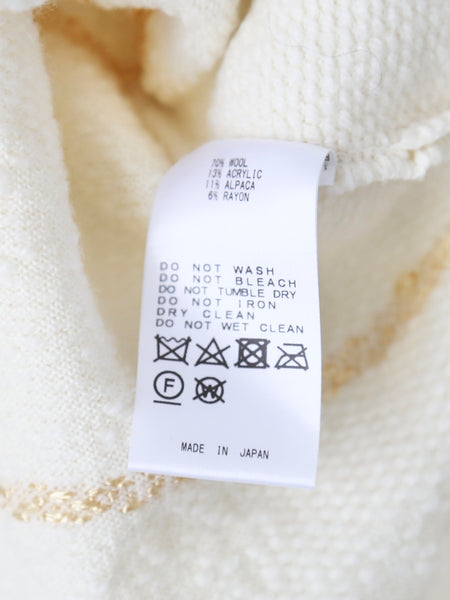 70% WOOL
13% ACRYLIC
11% ALPACA
6% RAYON
DO NOT WASH
DO NOT BLEACH
DO NOT TUMBLE DRY
DO NOT IRON
DRY CLEAN
DO NOT WET CLEAN
F W
MADE IN JAPAN